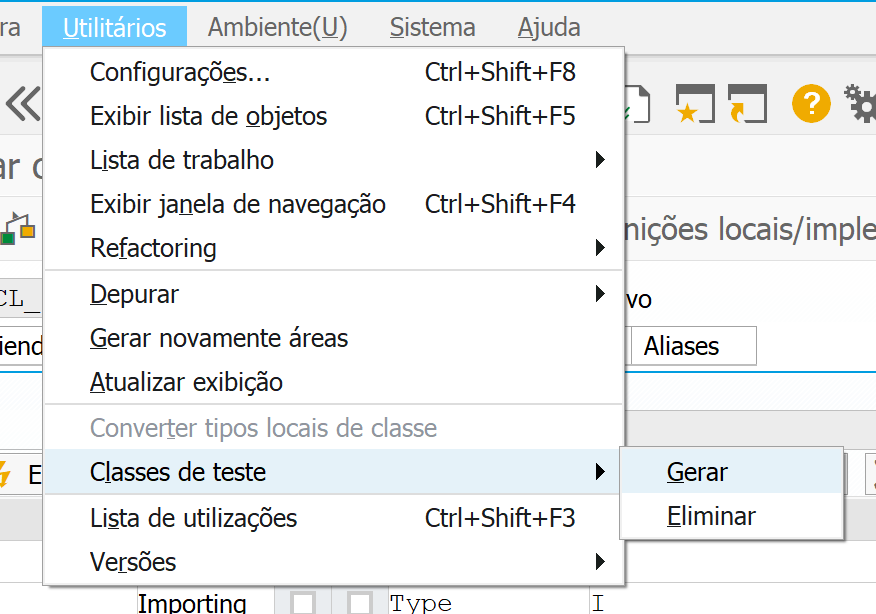 ra Utilitários Ambiente(U) Sistema Ajuda
Configurações... Ctrl+Shift+F8
Exibir lista de objetos Ctrl+Shift+F5
Lista de trabalho
ar
Exibir janela de navegação Ctrl+Shift+F4
nições locais/imple
Refactoring
CL_ Depurar vo
iend Gerar novamente áreas Aliases
Atualizar exibição
Converter tipos locais de classe
E Classes de teste Gerar
Lista de utilizações Ctrl+Shift+F3 Eliminar
Versões
Importing Type I